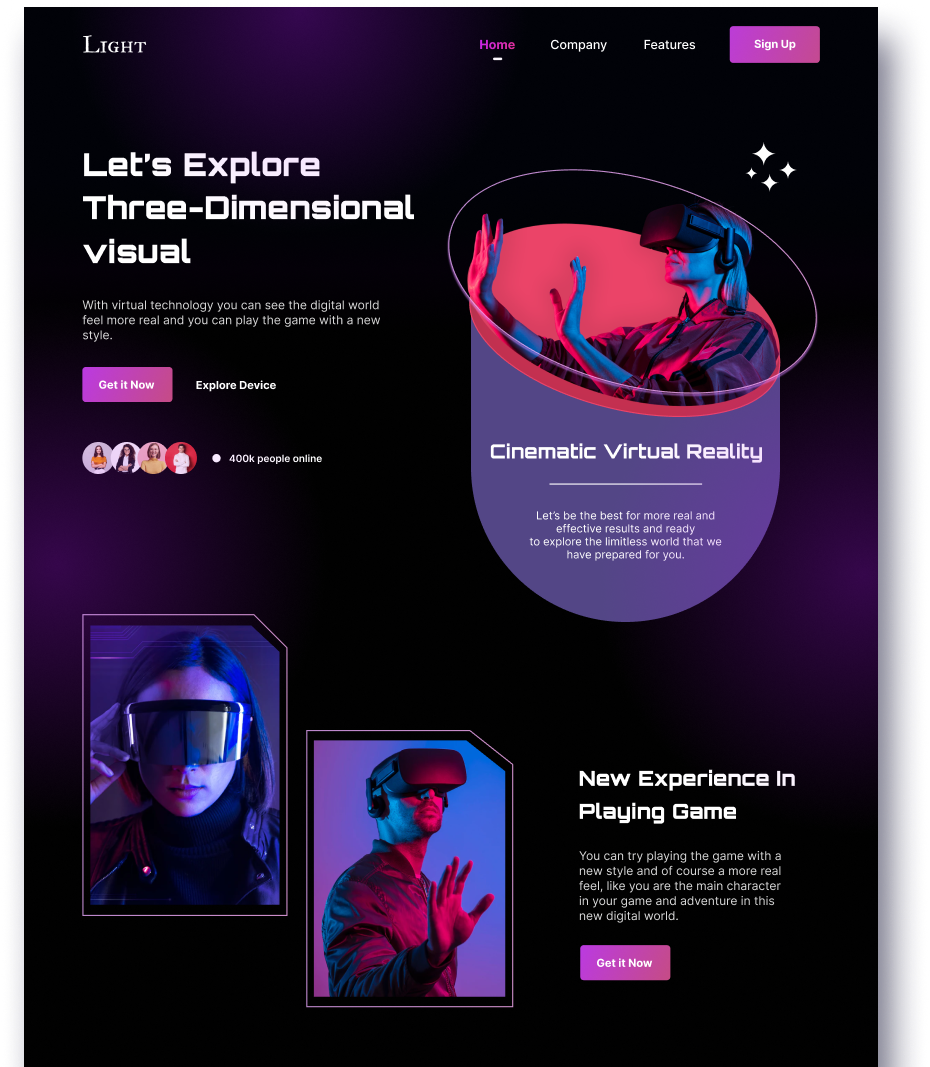 Light
Home
Company
Features
Sign Up
Let's Explore
Three-Dimensional
visual
With virtual technology you can see the digital world
feel more real and you can play the game with a new
style.
Get it Now
Explore Device
400k people online
Cinematic Virtual Reality
Let's be the best for more real and
effective results and ready
to explore the limitless world that we
have prepared for you.
New Experience In
Playing Game
You can try playing the game with a
new style and of course a more real
feel, like you are the main character
in your game and adventure in this
new digital world.
Get it Now